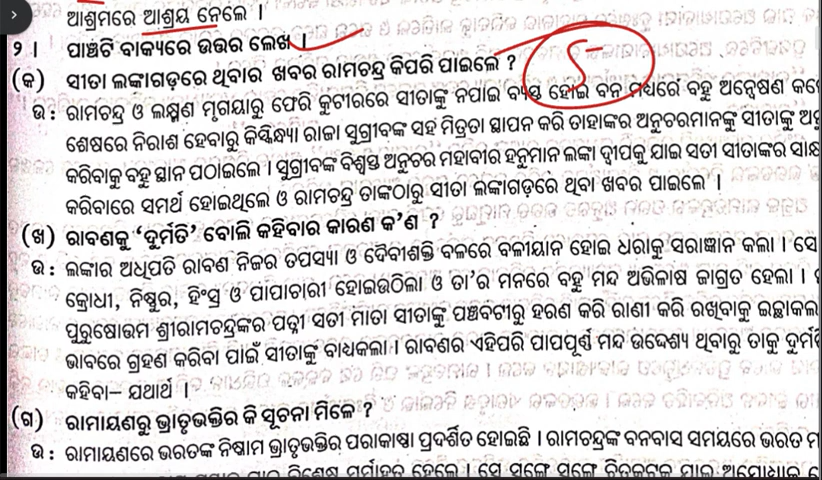 ଆଶ୍ରମରେ ଆଶ୍ରୟ ନେଲେ ।
୨ । ପାଞ୍ଚଟି ବାକ୍ୟରେ ଉତ୍ତର ଲେଖ ।
(କ) ସୀତା ଲଙ୍କାଗଡ଼ରେ ଥିବାର ଖବର ରାମଚନ୍ଦ୍ର କିପରି ପାଇଲେ ?
5
ଉ : ରାମଚନ୍ଦ୍ର ଓ ଲକ୍ଷ୍ମଣ ମୃଗୟାରୁ ଫେରି କୁଟୀରରେ ସୀତାଙ୍କୁ ନପାଇ ବ୍ୟସ୍ତ ହୋଇ ବନ ମଧ୍ୟରେ ବହୁ ଅନ୍ୱେଷଣ କଲେ
ଶେଷରେ ନିରାଶ ହେବାରୁ କିଷ୍କିନ୍ଧ୍ୟା ରାଜା ସୁଗ୍ରୀବଙ୍କ ସହ ମିତ୍ରତା ସ୍ଥାପନ କରି ତାହାଙ୍କର ଅନୁଚରମାନଙ୍କୁ ସୀତାଙ୍କୁ
କରିବାକୁ ବହୁ ସ୍ଥାନ ପଠାଇଲେ । ସୁଗ୍ରୀବଙ୍କ ବିଶ୍ୱସ୍ତ ଅନୁଚର ମହାବୀର ହନୁମାନ ଲଙ୍କା ଦ୍ୱୀପକୁ ଯାଇ ସତୀ ସୀତାଙ୍କର
କରିବାରେ ସମର୍ଥ ହୋଇଥିଲେ ଓ ରାମଚନ୍ଦ୍ର ତାଙ୍କଠାରୁ ସୀତା ଲଙ୍କାଗଡ଼ରେ ଥିବା ଖବର ପାଇଲେ ।
(ଖ) ରାବଣକୁ ‘ଦୁର୍ମତି’ ବୋଲି କହିବାର କାରଣ କ’ଣ ?
ଉ : ଲଙ୍କାର ଅଧିପତି ରାବଣ ନିଜର ତପସ୍ୟା ଓ ଦୈବୀଶକ୍ତି ବଳରେ ବଳୀୟାନ ହୋଇ ଧରାକୁ ସରାଜ୍ଞାନ କଲା । ସେ
କ୍ରୋଧୀ, ନିଷ୍ଠୁର, ହିଂସ୍ର ଓ ପାପାଚାରୀ ହୋଇଉଠିଲା ଓ ତା’ର ମନରେ ବହୁ ମନ୍ଦ ଅଭିଳାଷ ଜାଗ୍ରତ ହେଲା ।
ପୁରୁଷୋତ୍ତମ ଶ୍ରୀରାମଚନ୍ଦ୍ରଙ୍କର ପତ୍ନୀ ସତୀ ମାତା ସୀତାଙ୍କୁ ପଞ୍ଚବଟୀରୁ ହରଣ କରି ରାଣୀ କରି ରଖିବାକୁ ଇଚ୍ଛାକଲା
ଭାବରେ ଗ୍ରହଣ କରିବା ପାଇଁ ସୀତାଙ୍କୁ ବାଧ୍ୟକଲା । ରାବଣର ଏହିପରି ପାପପୂର୍ଣ୍ଣ ମନ୍ଦ ଉଦ୍ଦେଶ୍ୟ ଥିବାରୁ ତାକୁ
କହିବା– ଯଥାର୍ଥ ।
(ଗ) ରାମାୟଣରୁ ଭ୍ରାତୃଭକ୍ତିର କି ସୂଚନା ମିଳେ ?
ଉ : ରାମାୟଣରେ ଭରତଙ୍କ ନିଷ୍କାମ ଭ୍ରାତୃଭକ୍ତିର ପରାକାଷ୍ଠା ପ୍ରଦର୍ଶିତ ହୋଇଛି । ରାମଚନ୍ଦ୍ରଙ୍କ ବନବାସ ସମୟରେ ଭରତ